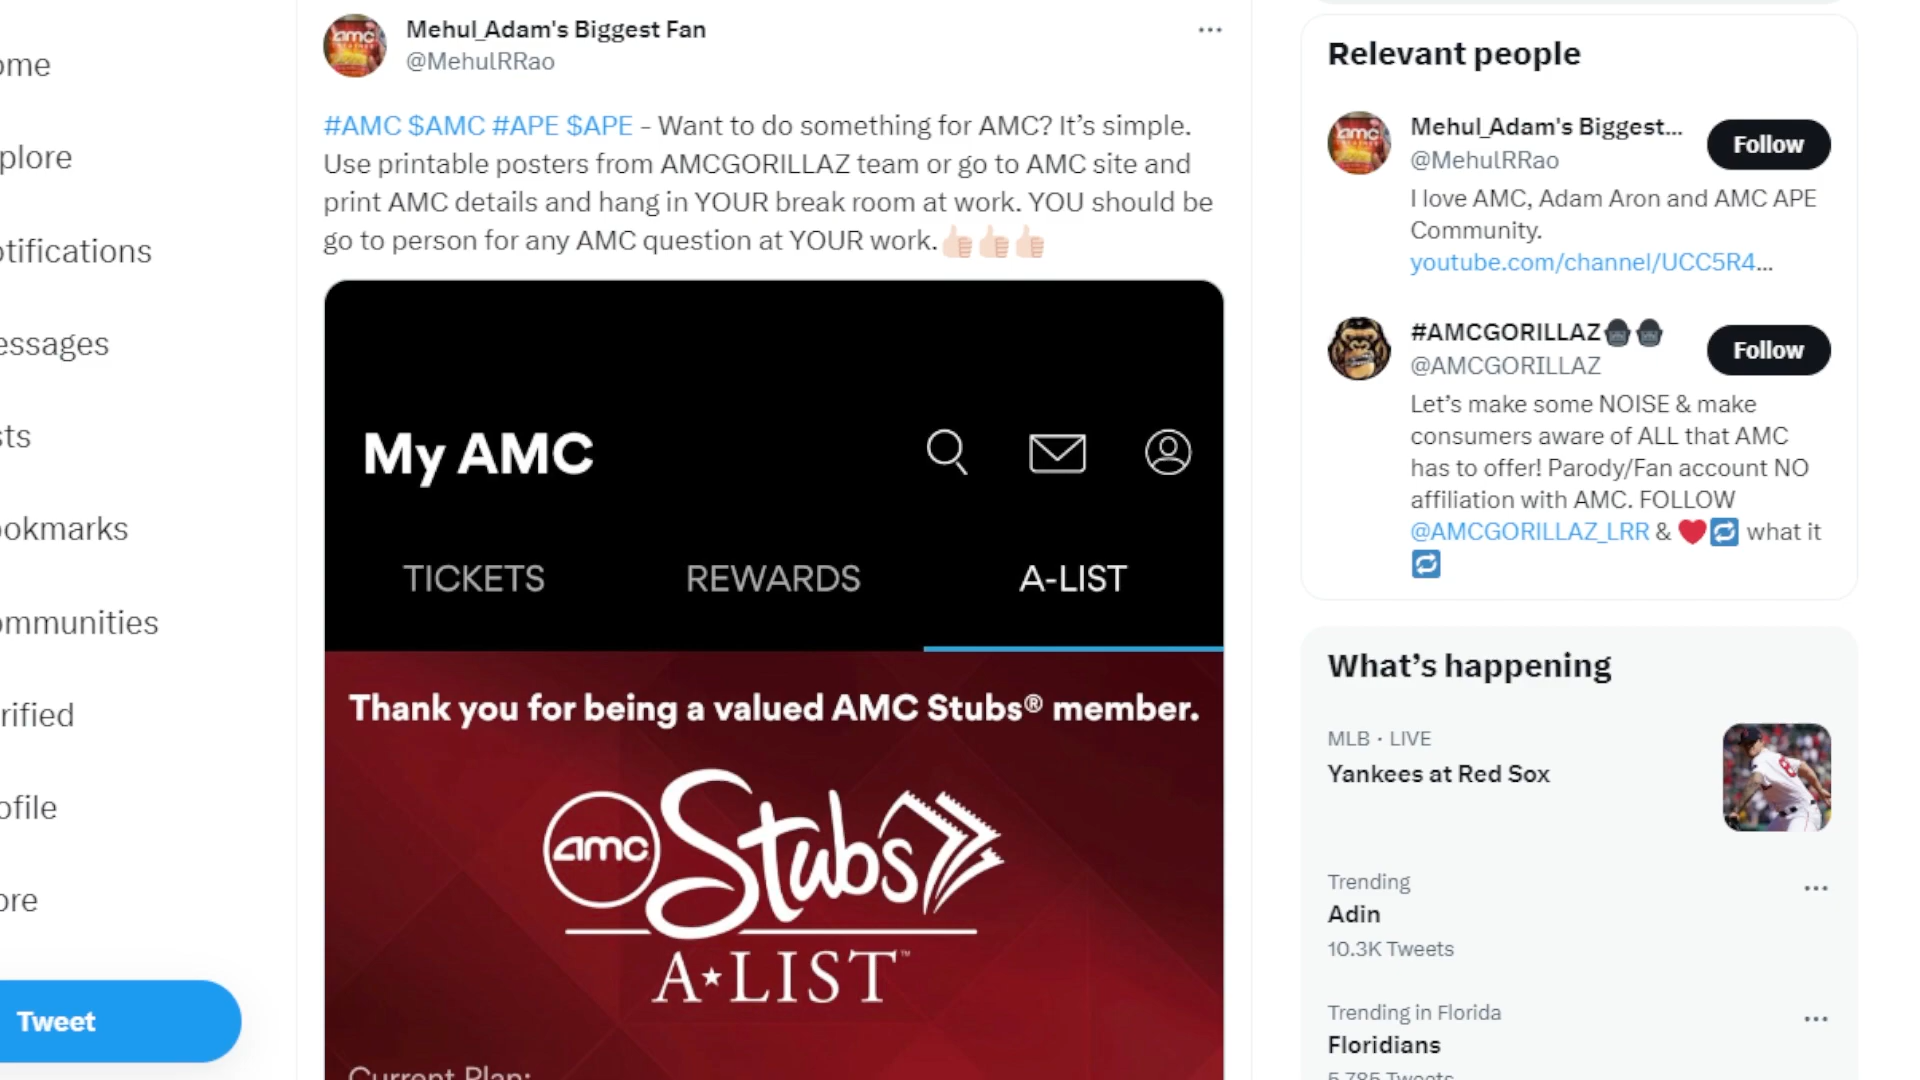 ome
plore
otifications
essages
sts
ookmarks
ommunities
rified
ofile
ore
Tweet
Mehul_Adam's Biggest Fan
@MehulRRao
#AMC $AMC #APE $APE – Want to do something for AMC? It’s simple.
Use printable posters from AMCGORILLAZ team or go to AMC site and
print AMC details and hang in YOUR break room at work. YOU should be
go to person for any AMC question at YOUR work.👍🏻👍🏻👍🏻
My AMC
TICKETS REWARDS A-LIST
Thank you for being a valued AMC Stubs® member.
amc Stubs
A★LIST™
Current Plan:
Relevant people
Mehul_Adam's Biggest...
@MehulRRao
Follow
I love AMC, Adam Aron and AMC APE
Community.
youtube.com/channel/UCC5R4...
#AMCGORILLAZ
@AMCGORILLAZ
Follow
Let’s make some NOISE & make
consumers aware of ALL that AMC
has to offer! Parody/Fan account NO
affiliation with AMC. FOLLOW
@AMCGORILLAZ_LRR & ❤️🔁 what it
🔁
What’s happening
MLB · LIVE
Yankees at Red Sox
Trending
Adin
10.3K Tweets
Trending in Florida
Floridians
5,785 Tweets